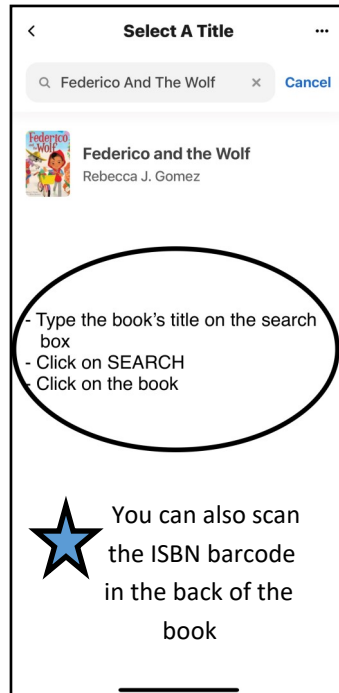 Select A Title
Federico And The Wolf
Cancel
Federico
and the
Wolf
Federico and the Wolf
Rebecca J. Gomez
- Type the book's title on the search
box
- Click on SEARCH
- Click on the book
You can also scan
the ISBN barcode
in the back of the
book